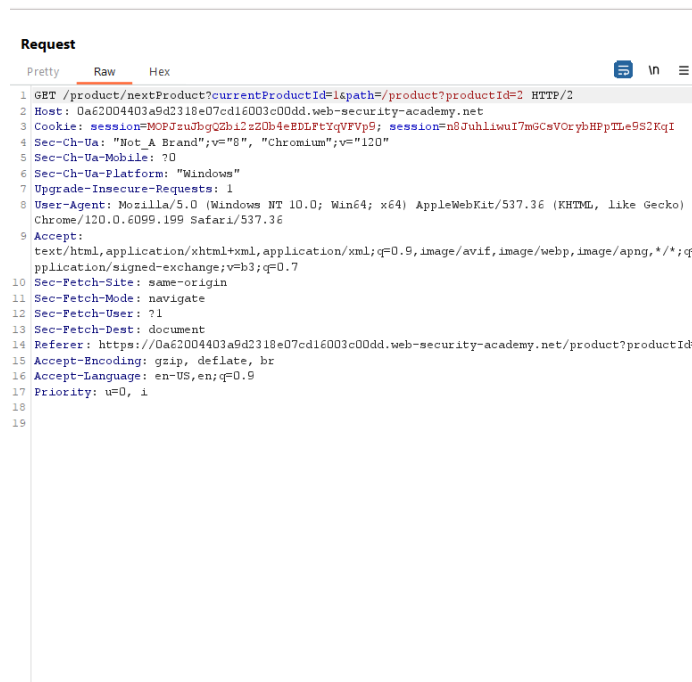 Request
Pretty Raw Hex \n
1 GET /product/nextProduct?currentProductId=1&path=/product?productId=2 HTTP/2
2 Host: 0a62004403a9d2318e07cd16003c00dd.web-security-academy.net
3 Cookie: session=MOPJzuJbgQZbi2zZ0b4eEDLFtYqVFVp9; session=n8JuhliwuI7mGCsVOrybHPpTLe9S2KqI
4 Sec-Ch-Ua: "Not_A Brand";v="8", "Chromium";v="120"
5 Sec-Ch-Ua-Mobile: ?0
6 Sec-Ch-Ua-Platform: "Windows"
7 Upgrade-Insecure-Requests: 1
8 User-Agent: Mozilla/5.0 (Windows NT 10.0; Win64; x64) AppleWebKit/537.36 (KHTML, like Gecko)
Chrome/120.0.6099.199 Safari/537.36
9 Accept:
text/html,application/xhtml+xml,application/xml;q=0.9,image/avif,image/webp,image/apng,*/*;q
pplication/signed-exchange;v=b3;q=0.7
10 Sec-Fetch-Site: same-origin
11 Sec-Fetch-Mode: navigate
12 Sec-Fetch-User: ?1
13 Sec-Fetch-Dest: document
14 Referer: https://0a62004403a9d2318e07cd16003c00dd.web-security-academy.net/product?productId=
15 Accept-Encoding: gzip, deflate, br
16 Accept-Language: en-US,en;q=0.9
17 Priority: u=0, i
18
19